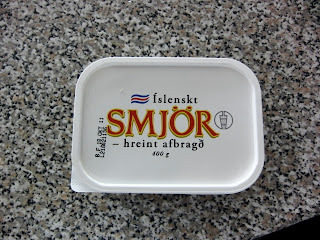 Íslenskt
SMJÖR
– hreint afbragð
400 g